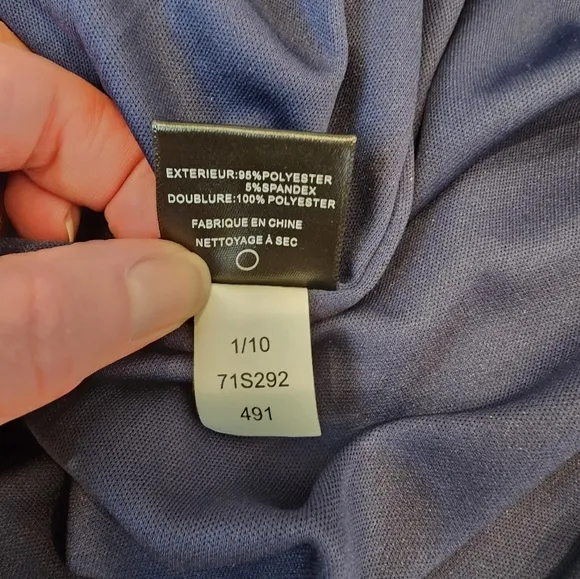 EXTERIEUR:95%POLYESTER
5%SPANDEX
DOUBLURE:100% POLYESTER
FABRIQUE EN CHINE
NETTOYAGE À SEC
1/10
71S292
491